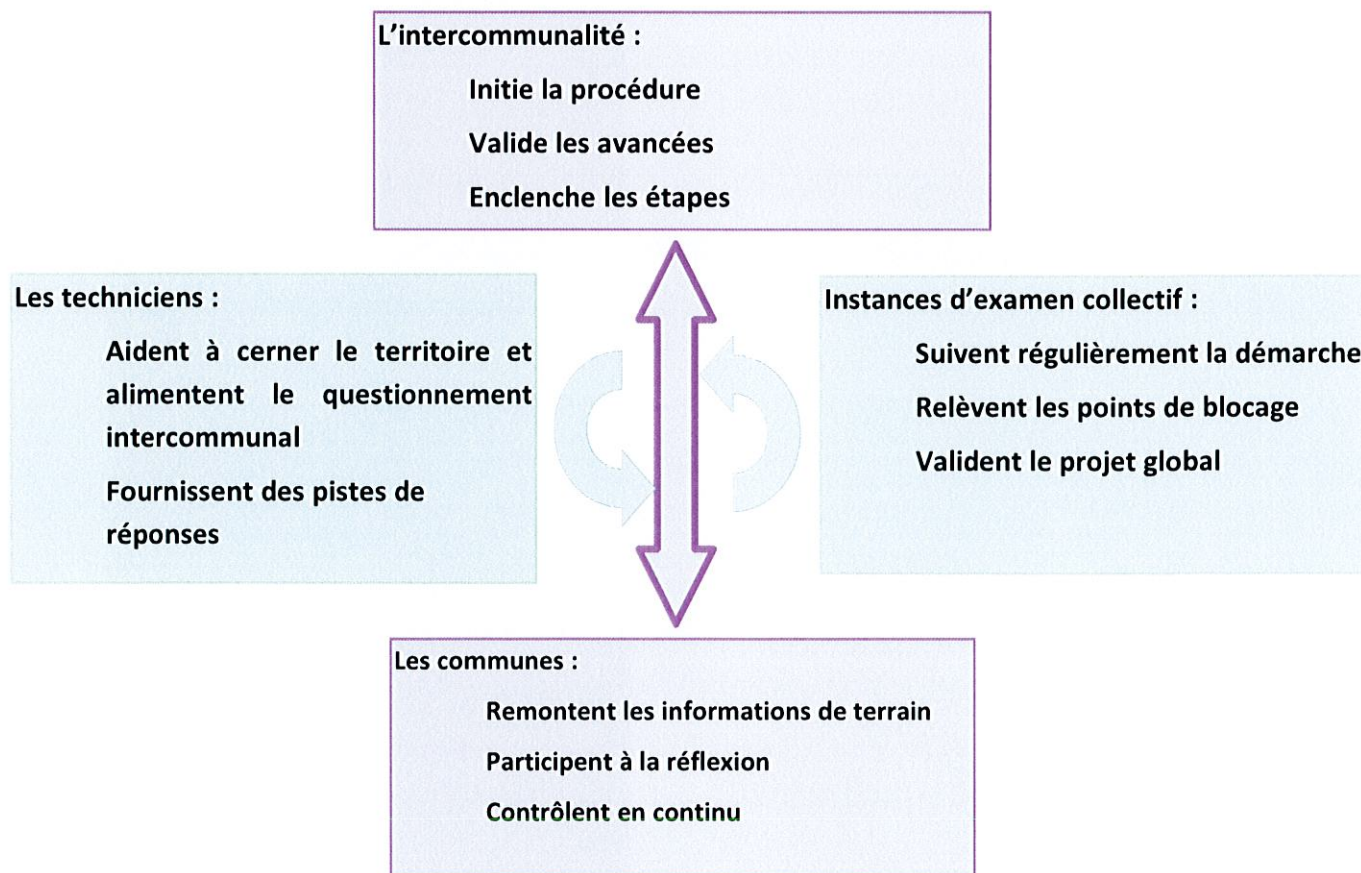 L'intercommunalité :
Initie la procédure
Valide les avancées
Enclenche les étapes
Les techniciens :
Aident à cerner le territoire et
alimentent le questionnement
intercommunal
Fournissent des pistes de
réponses
Instances d'examen collectif :
Suivent régulièrement la démarche
Relèvent les points de blocage
Valident le projet global
Les communes :
Remontent les informations de terrain
Participent à la réflexion
Contrôlent en continu